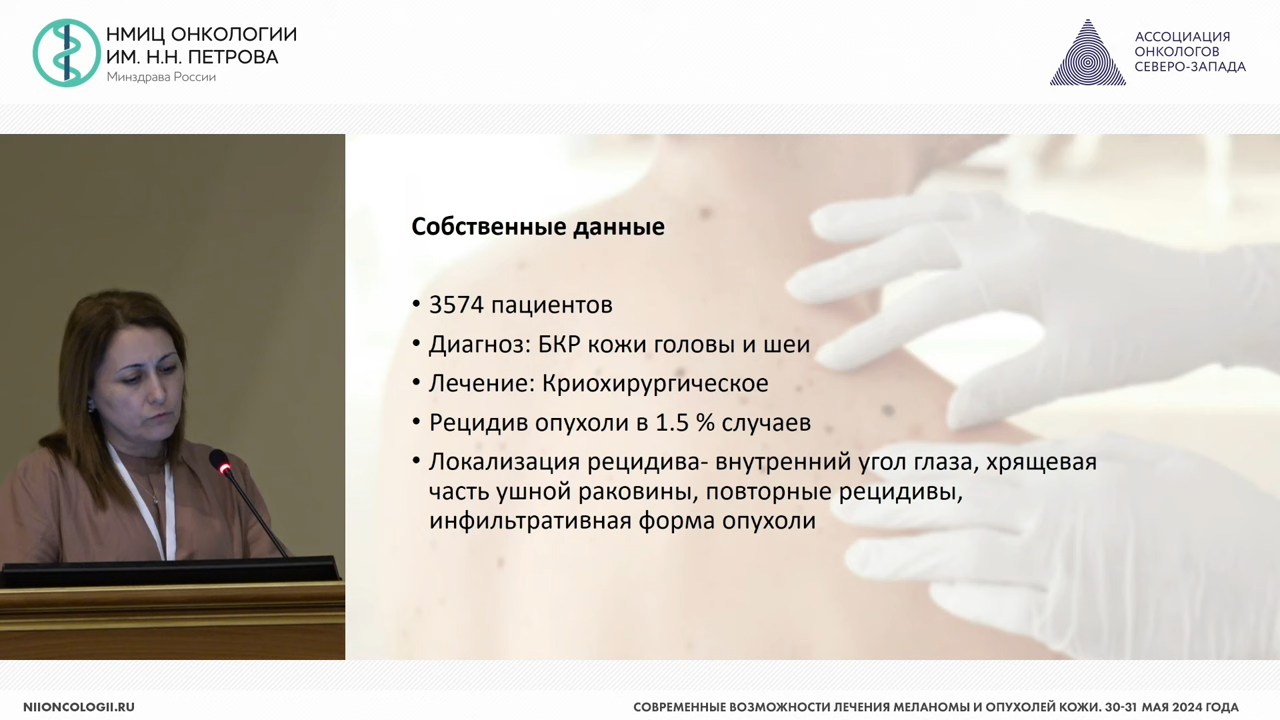 НМИЦ ОНКОЛОГИИ
ИМ. Н.Н. ПЕТРОВА
Минздрава России
АССОЦИАЦИЯ
ОНКОЛОГОВ
СЕВЕРО-ЗАПАДА
Собственные данные
• 3574 пациентов
• Диагноз: БКР кожи головы и шеи
• Лечение: Криохирургическое
• Рецидив опухоли в 1.5 % случаев
• Локализация рецидива- внутренний угол глаза, хрящевая
часть ушной раковины, повторные рецидивы,
инфильтративная форма опухоли
NIIONCOLOGII.RU
СОВРЕМЕННЫЕ ВОЗМОЖНОСТИ ЛЕЧЕНИЯ МЕЛАНОМЫ И ОПУХОЛЕЙ КОЖИ. 30-31 МАЯ 2024 ГОДА